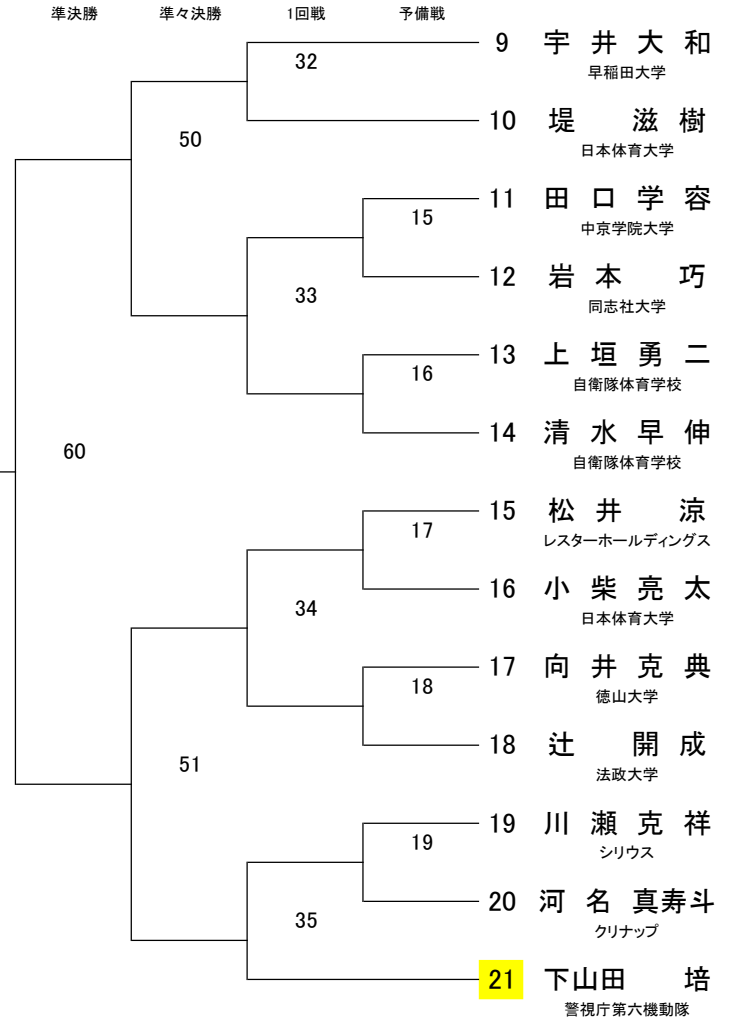 準決勝 準々決勝 1回戦 予備戦
9 宇井大和
早稲田大学
32
10 堤 滋樹
日本体育大学
50
11 田口学容
中京学院大学
15
12 岩本 巧
同志社大学
33
13 上垣勇二
自衛隊体育学校
16
14 清水早伸
自衛隊体育学校
60
15 松井 涼
レスターホールディングス
17
16 小柴亮太
日本体育大学
34
17 向井克典
徳山大学
18
18 辻 開成
法政大学
51
19 川瀬克祥
シリウス
19
20 河名真寿斗
クリナップ
35
21 下山田 培
警視庁第六機動隊